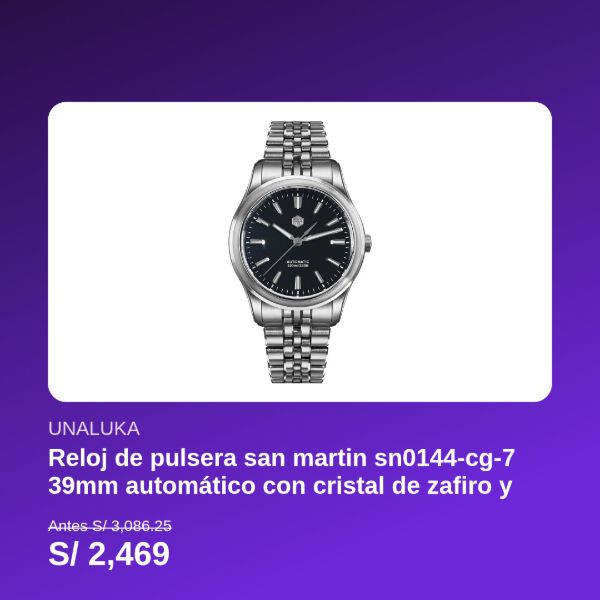 AUTOMATIC
UNALUKA
Reloj de pulsera san martin sn0144-cg-7
39mm automático con cristal de zafiro y
Antes S/ 3,086.25
S/ 2,469